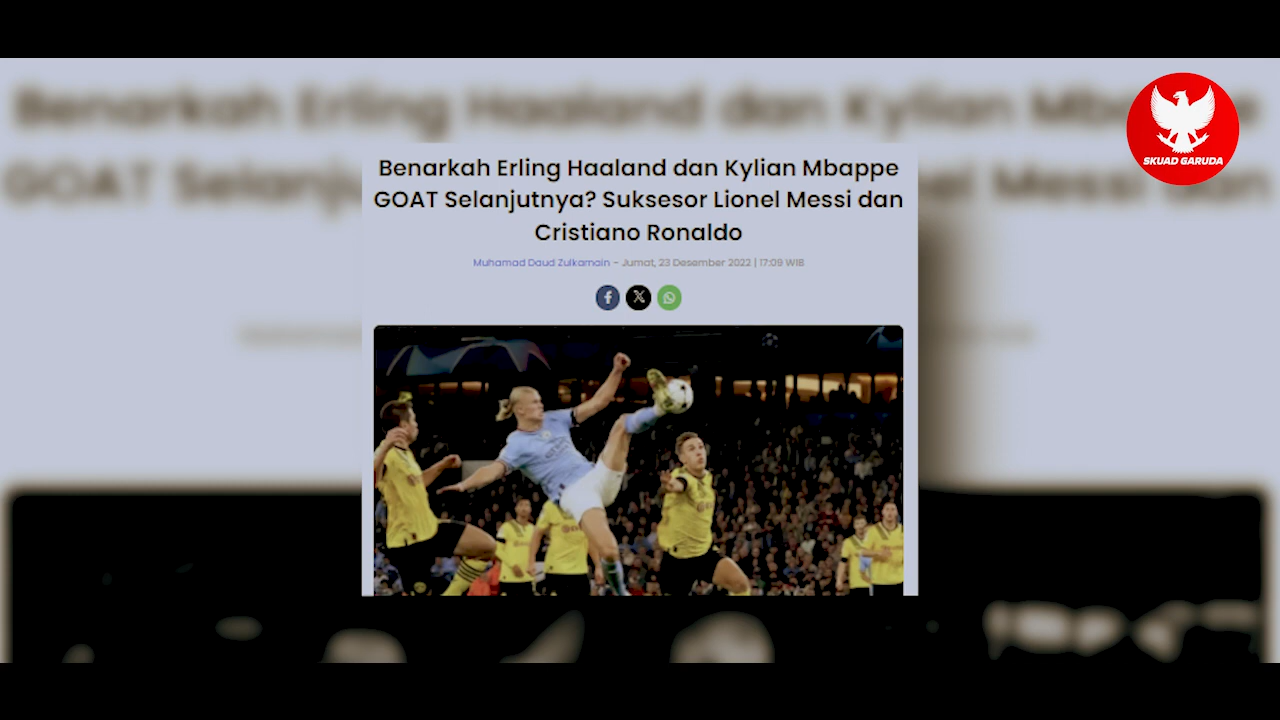 Benarkah Erling Haaland dan Kylian Mbappe
GOAT Selanjutnya? Suksesor Lionel Messi dan
Cristiano Ronaldo
Muhamad Daud Zulkarnain - Jumat, 23 Desember 2022 | 17:09 WIB
SKUAD GARUDA